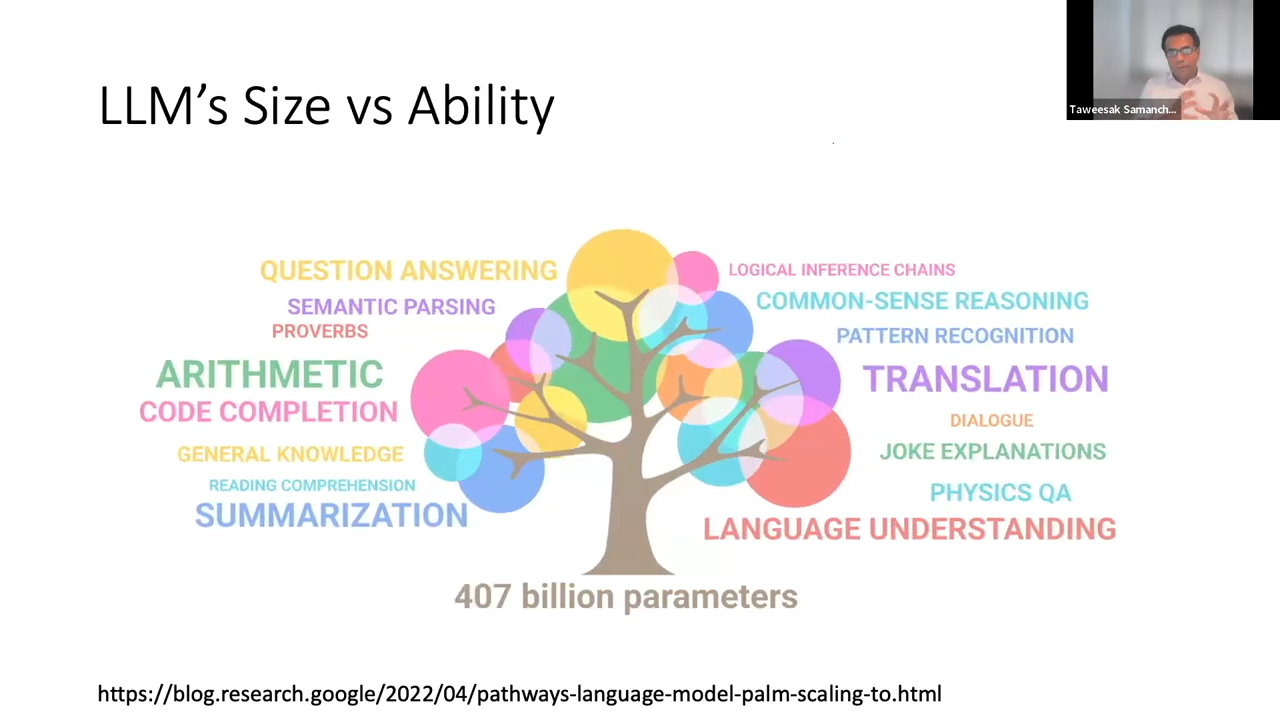 LLM’s Size vs Ability
Taweesak Samanch...
QUESTION ANSWERING
SEMANTIC PARSING
PROVERBS
ARITHMETIC
CODE COMPLETION
GENERAL KNOWLEDGE
READING COMPREHENSION
SUMMARIZATION
LOGICAL INFERENCE CHAINS
COMMON-SENSE REASONING
PATTERN RECOGNITION
TRANSLATION
DIALOGUE
JOKE EXPLANATIONS
PHYSICS QA
LANGUAGE UNDERSTANDING
407 billion parameters
https://blog.research.google/2022/04/pathways-language-model-palm-scaling-to.html